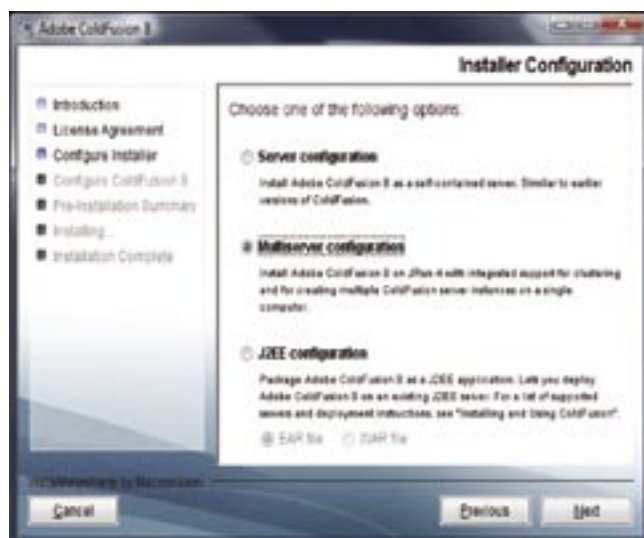 Adobe ColdFusion 8
Installer Configuration
Introduction
License Agreement
Configure Installer
Configure ColdFusion 8
Pre-Installation Summary
Installing...
Installation Complete
Choose one of the following options:
Server configuration
Install Adobe ColdFusion 8 as a self-contained server. Similar to earlier
versions of ColdFusion.
Multiserver configuration
Install Adobe ColdFusion 8 on JRun 4 with integrated support for clustering
and for creating multiple ColdFusion server instances on a single
computer.
J2EE configuration
Package Adobe ColdFusion 8 as a J2EE application. Lets you deploy
Adobe ColdFusion 8 on an existing J2EE server. For a list of supported
servers and deployment instructions, see "Installing and Using ColdFusion".
EAR file
WAR file
by Macrovision
Cancel
Previous
Next